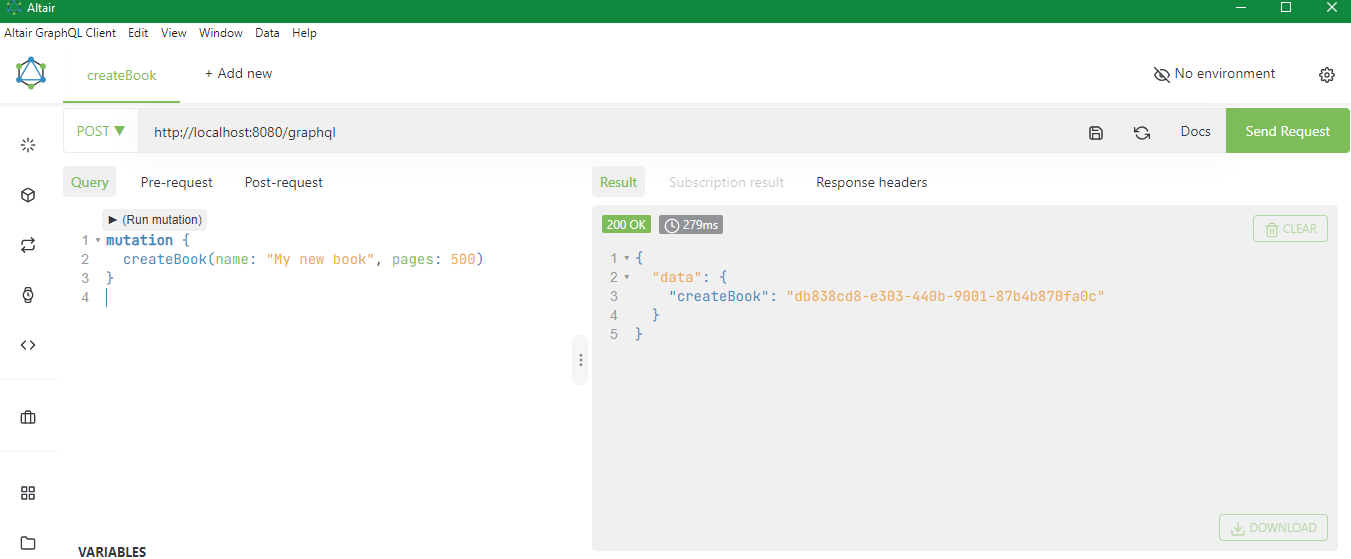 Altair
Altair GraphQL Client Edit View Window Data Help
createBook + Add new No environment
POST ▼ http://localhost:8080/graphql Docs Send Request
Query Pre-request Post-request
▶ (Run mutation)
1 mutation {
2 createBook(name: "My new book", pages: 500)
3 }
4
VARIABLES
Result Subscription result Response headers
200 OK 279ms CLEAR
1 {
2 "data": {
3 "createBook": "db838cd8-e303-440b-9001-87b4b870fa0c"
4 }
5 }
DOWNLOAD